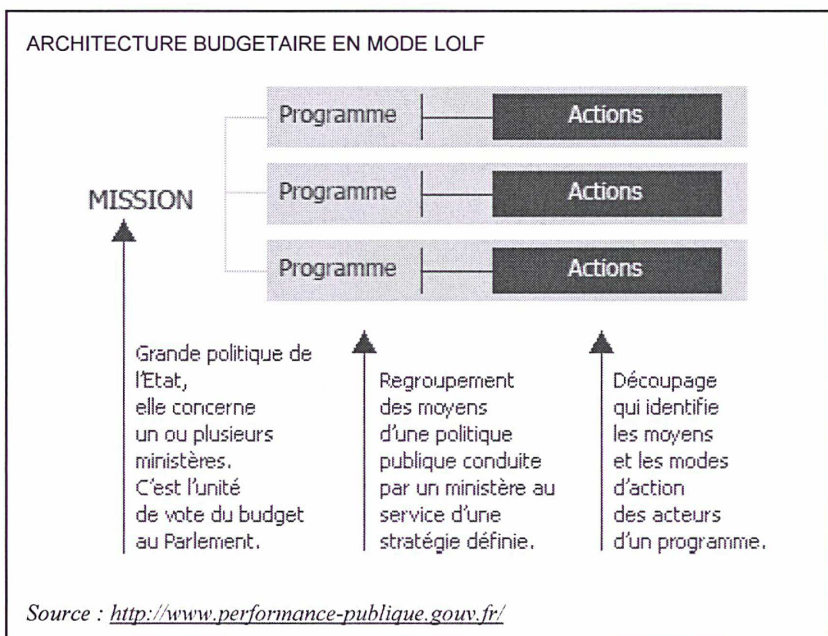 ARCHITECTURE BUDGETAIRE EN MODE LOLF
Programme Actions
MISSION Programme Actions
Programme Actions
Grande politique de
l'Etat,
elle concerne
un ou plusieurs
ministères.
C'est l'unité
de vote du budget
au Parlement.
Regroupement
des moyens
d'une politique
publique conduite
par un ministère au
service d'une
stratégie définie.
Découpage
qui identifie
les moyens
et les modes
d'action
des acteurs
d'un programme.
Source : http://www.performance-publique.gouv.fr/